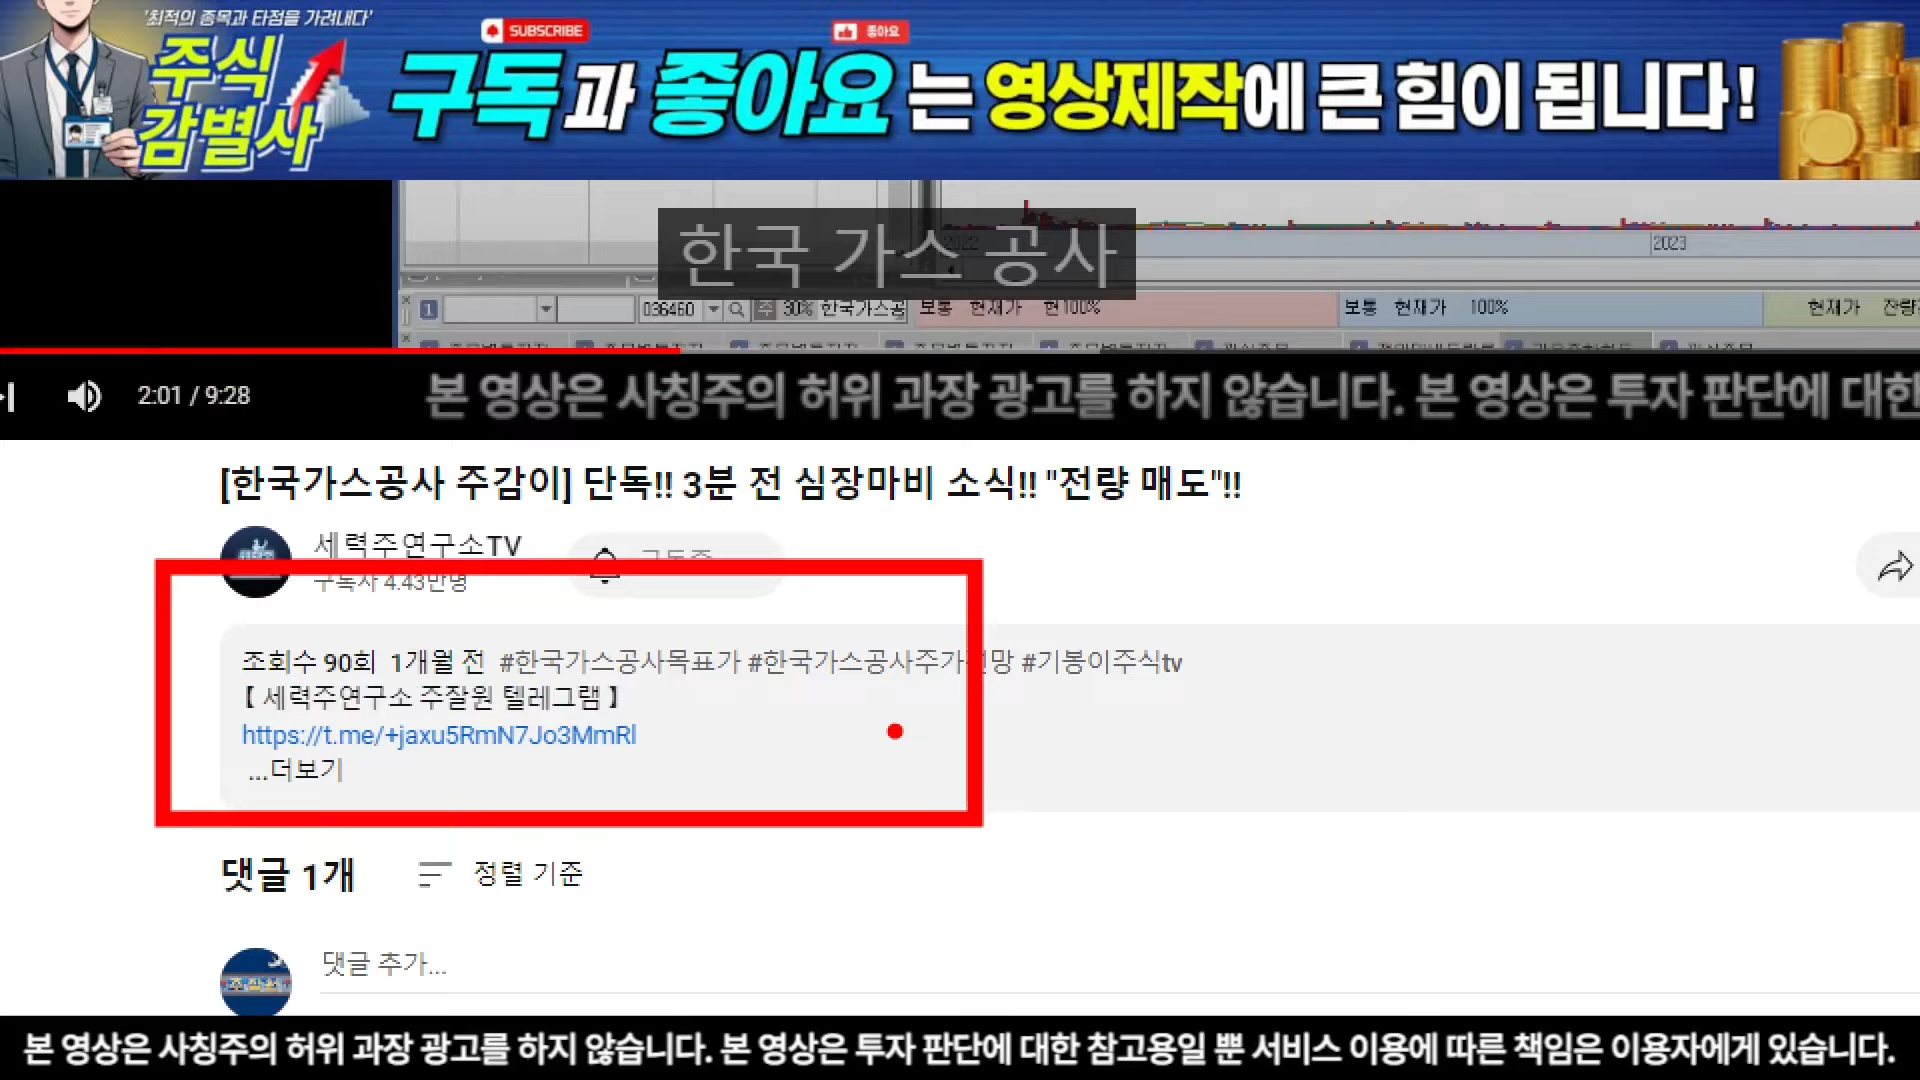 '최적의 종목과 타점을 가려내다'
주식
감별사
SUBSCRIBE
좋아요
구독과 좋아요는 영상제작에 큰 힘이 됩니다!
한국 가스 공사
2022
2023
1
036460
주 30% 한국가스공
보통 현재가 현100%
보통 현재가 100%
현재가
2:01 / 9:28
본 영상은 사칭주의 허위 과장 광고를 하지 않습니다. 본 영상은 투자 판단에 대한
[한국가스공사 주감이] 단독!! 3분 전 심장마비 소식!! "전량 매도"!!
세력주연구소TV
구독중
구독자 4.43만명
조회수 90회 1개월 전 #한국가스공사목표가 #한국가스공사주가전망 #기봉이주식tv
【 세력주연구소 주잘원 텔레그램 】
https://t.me/+jaxu5RmN7Jo3MmRl
...더보기
댓글 1개
정렬 기준
댓글 추가...
본 영상은 사칭주의 허위 과장 광고를 하지 않습니다. 본 영상은 투자 판단에 대한 참고용일 뿐 서비스 이용에 따른 책임은 이용자에게 있습니다.